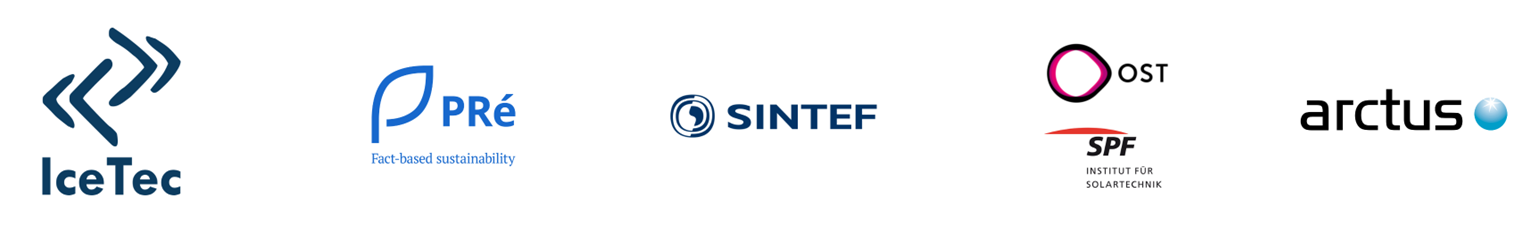 IceTec
PRé
Fact-based sustainability
SINTEF
OST
SPF
INSTITUT FÜR
SOLARTECHNIK
arctus